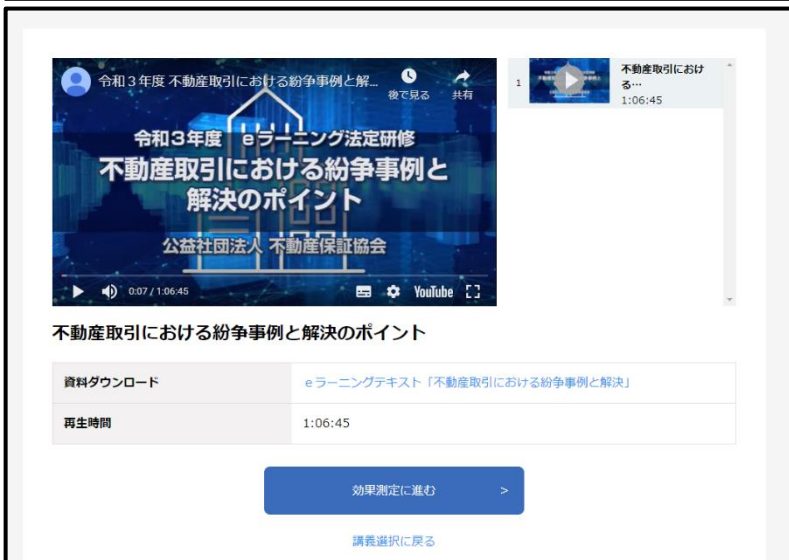 令和３年度 不動産取引における紛争事例と解...
後で見る
共有
令和3年度　eラーニング法定研修
不動産取引における紛争事例と
解決のポイント
公益社団法人 不動産保証協会
0:07 / 1:06:45
YouTube
1
不動産取引におけ
る…
1:06:45
不動産取引における紛争事例と解決のポイント
資料ダウンロード
ｅラーニングテキスト「不動産取引における紛争事例と解決」
再生時間
1:06:45
効果測定に進む >
講義選択に戻る